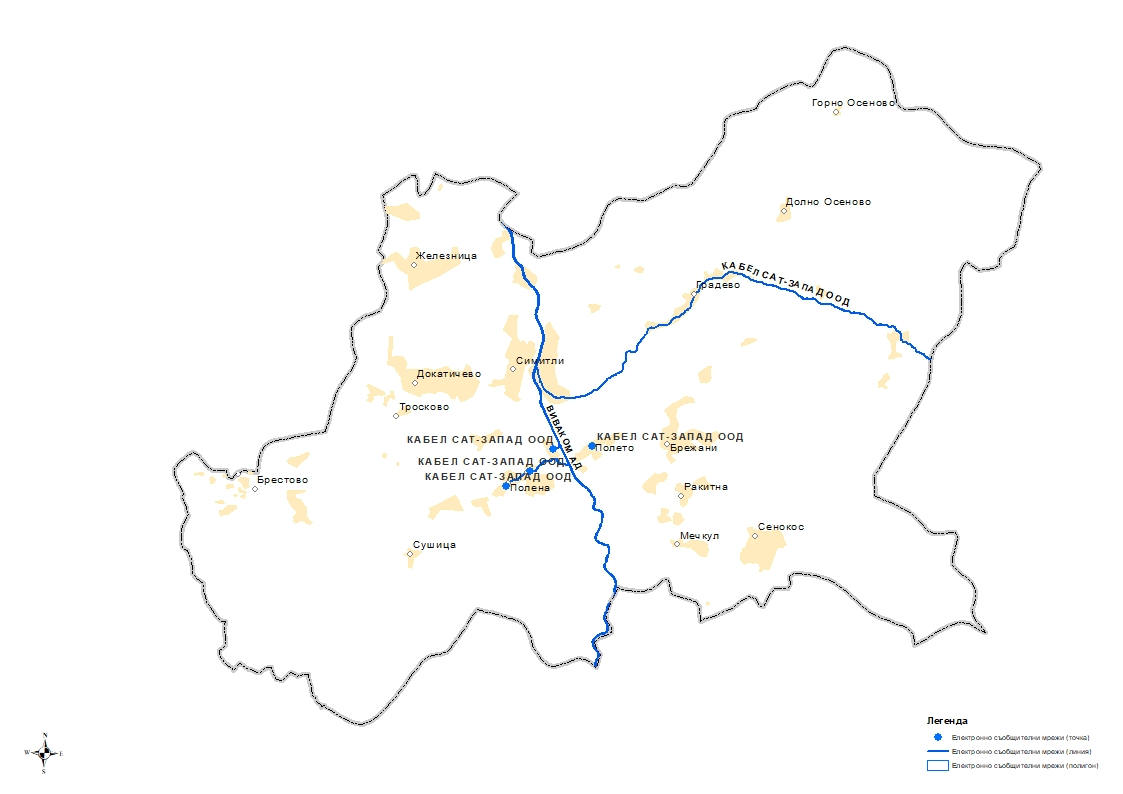 Горно Осеново
Долно Осеново
Железница
КАБЕЛ САТ-ЗАПАД ООД
Градево
Симитли
Докатичево
Тросково
ВИВАКОМ АД
КАБЕЛ САТ-ЗАПАД ООД
КАБЕЛ САТ-ЗАПАД ООД
Полето
Брежани
КАБЕЛ САТ-ЗАПАД ООД
КАБЕЛ САТ-ЗАПАД ООД
Брестово
Полена
Ракитна
Сенокос
Мечкул
Сушица
Легенда
Електронно съобщителни мрежи (точка)
Електронно съобщителни мрежи (линия)
Електронно съобщителни мрежи (полигон)
N
W E
S